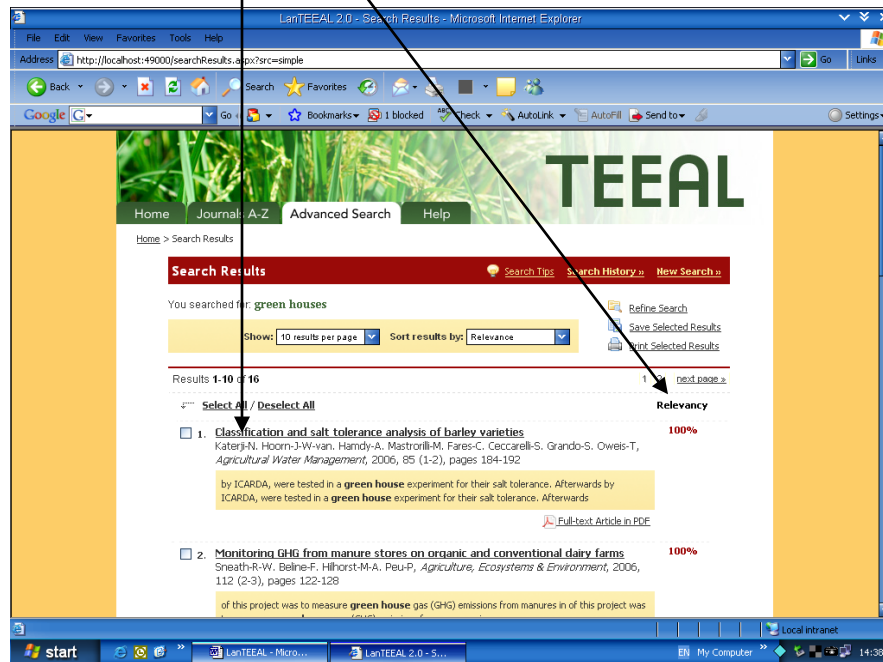 LanTEEAL 2.0 - Search Results - Microsoft Internet Explorer
File Edit View Favorites Tools Help
Address http://localhost:49000/searchResults.aspx?src=simple Go Links
Back Search Favorites
Google G Go 1 blocked Bookmarks Check AutoLink AutoFill Send to Settings
TEEAL
Home Journals A-Z Advanced Search Help
Home > Search Results
Search Results Search Tips Search History » New Search »
You searched for: green houses
Refine Search
Save Selected Results
Print Selected Results
Show: 10 results per page Sort results by: Relevance
Results 1-10 of 16 1 2 next page »
Select All / Deselect All Relevancy
1. Classification and salt tolerance analysis of barley varieties 100%
Katerji-N. Hoorn-J-W-van. Hamdy-A. Mastrorilli-M. Fares-C. Ceccarelli-S. Grando-S. Oweis-T,
Agricultural Water Management, 2006, 85 (1-2), pages 184-192
by ICARDA, were tested in a green house experiment for their salt tolerance. Afterwards by
ICARDA, were tested in a green house experiment for their salt tolerance. Afterwards
Full-text Article in PDF
2. Monitoring GHG from manure stores on organic and conventional dairy farms 100%
Sneath-R-W. Beline-F. Hilhorst-M-A. Peu-P, Agriculture, Ecosystems & Environment, 2006,
112 (2-3), pages 122-128
of this project was to measure green house gas (GHG) emissions from manures in of this project was
Local intranet
start LanTEEAL - Micro... LanTEEAL 2.0 - S... EN My Computer » 14:38